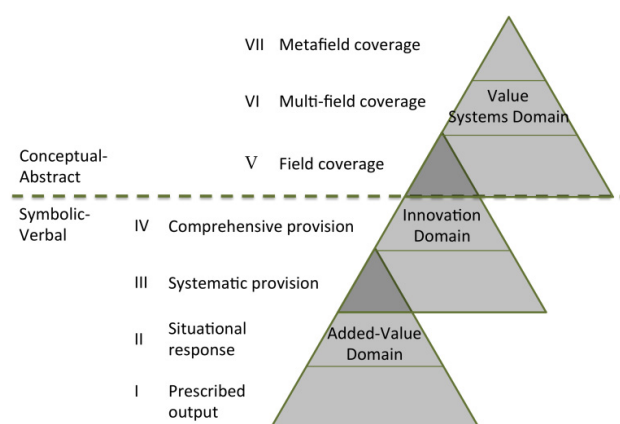 VII Metafield coverage
VI Multi-field coverage
Value
Systems Domain
Conceptual-
Abstract
V Field coverage
Symbolic-
Verbal
IV Comprehensive provision
Innovation
Domain
III Systematic provision
II Situational
response
Added-Value
Domain
I Prescribed
output